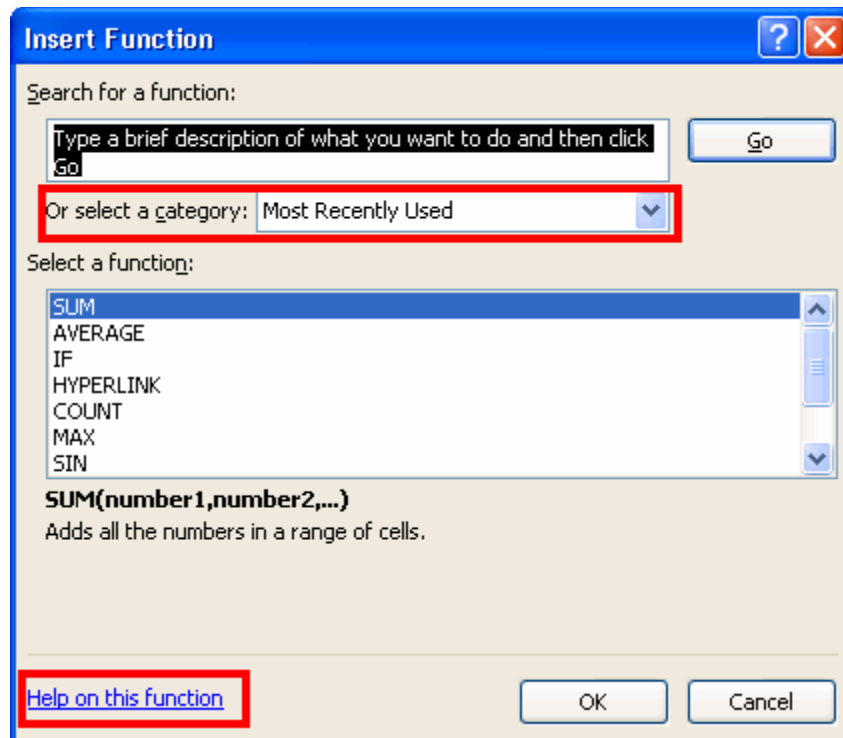 Insert Function
?
Search for a function:
Type a brief description of what you want to do and then click
Go
Go
Or select a category: Most Recently Used
Select a function:
SUM
AVERAGE
IF
HYPERLINK
COUNT
MAX
SIN
SUM(number1,number2,...)
Adds all the numbers in a range of cells.
Help on this function
OK
Cancel